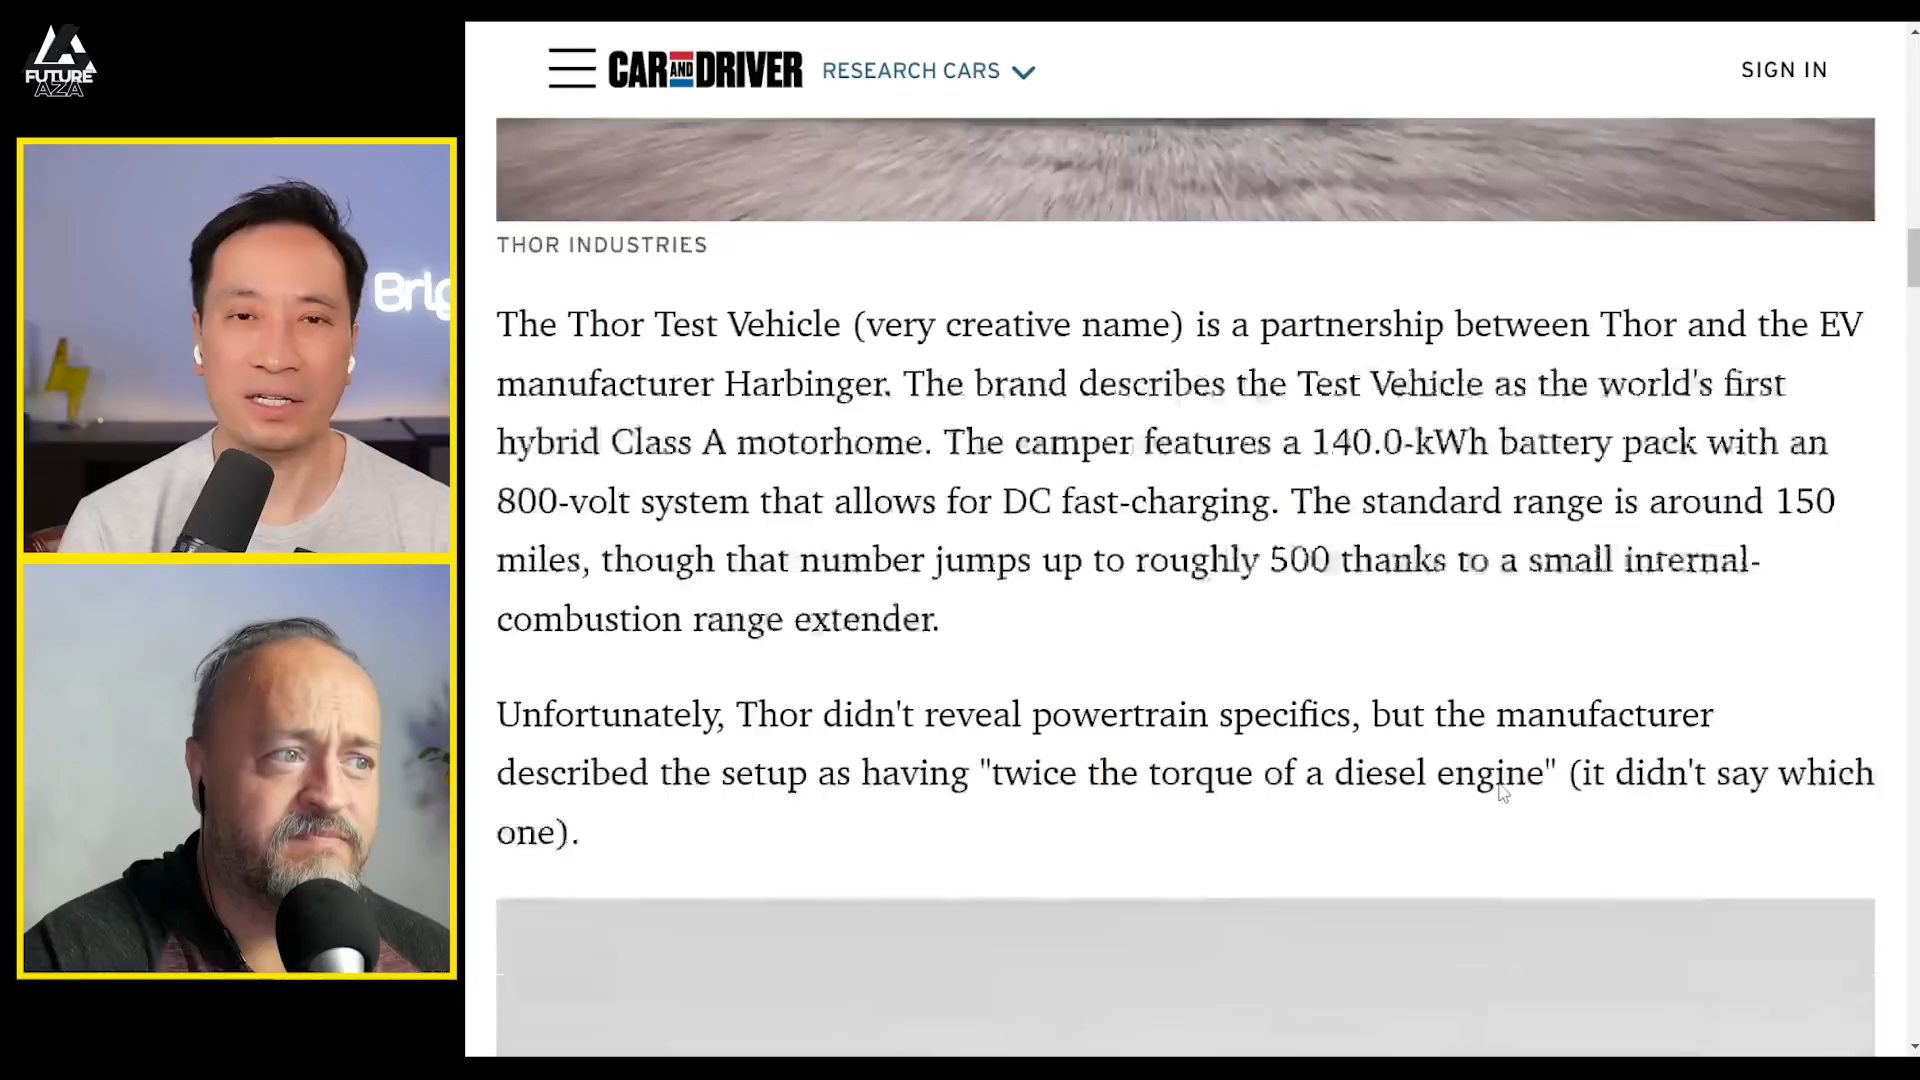 FUTURE
AZA
Brig
CAR AND DRIVER
RESEARCH CARS
SIGN IN
THOR INDUSTRIES
The Thor Test Vehicle (very creative name) is a partnership between Thor and the EV
manufacturer Harbinger. The brand describes the Test Vehicle as the world's first
hybrid Class A motorhome. The camper features a 140.0-kWh battery pack with an
800-volt system that allows for DC fast-charging. The standard range is around 150
miles, though that number jumps up to roughly 500 thanks to a small internal-
combustion range extender.
Unfortunately, Thor didn't reveal powertrain specifics, but the manufacturer
described the setup as having "twice the torque of a diesel engine" (it didn't say which
one).